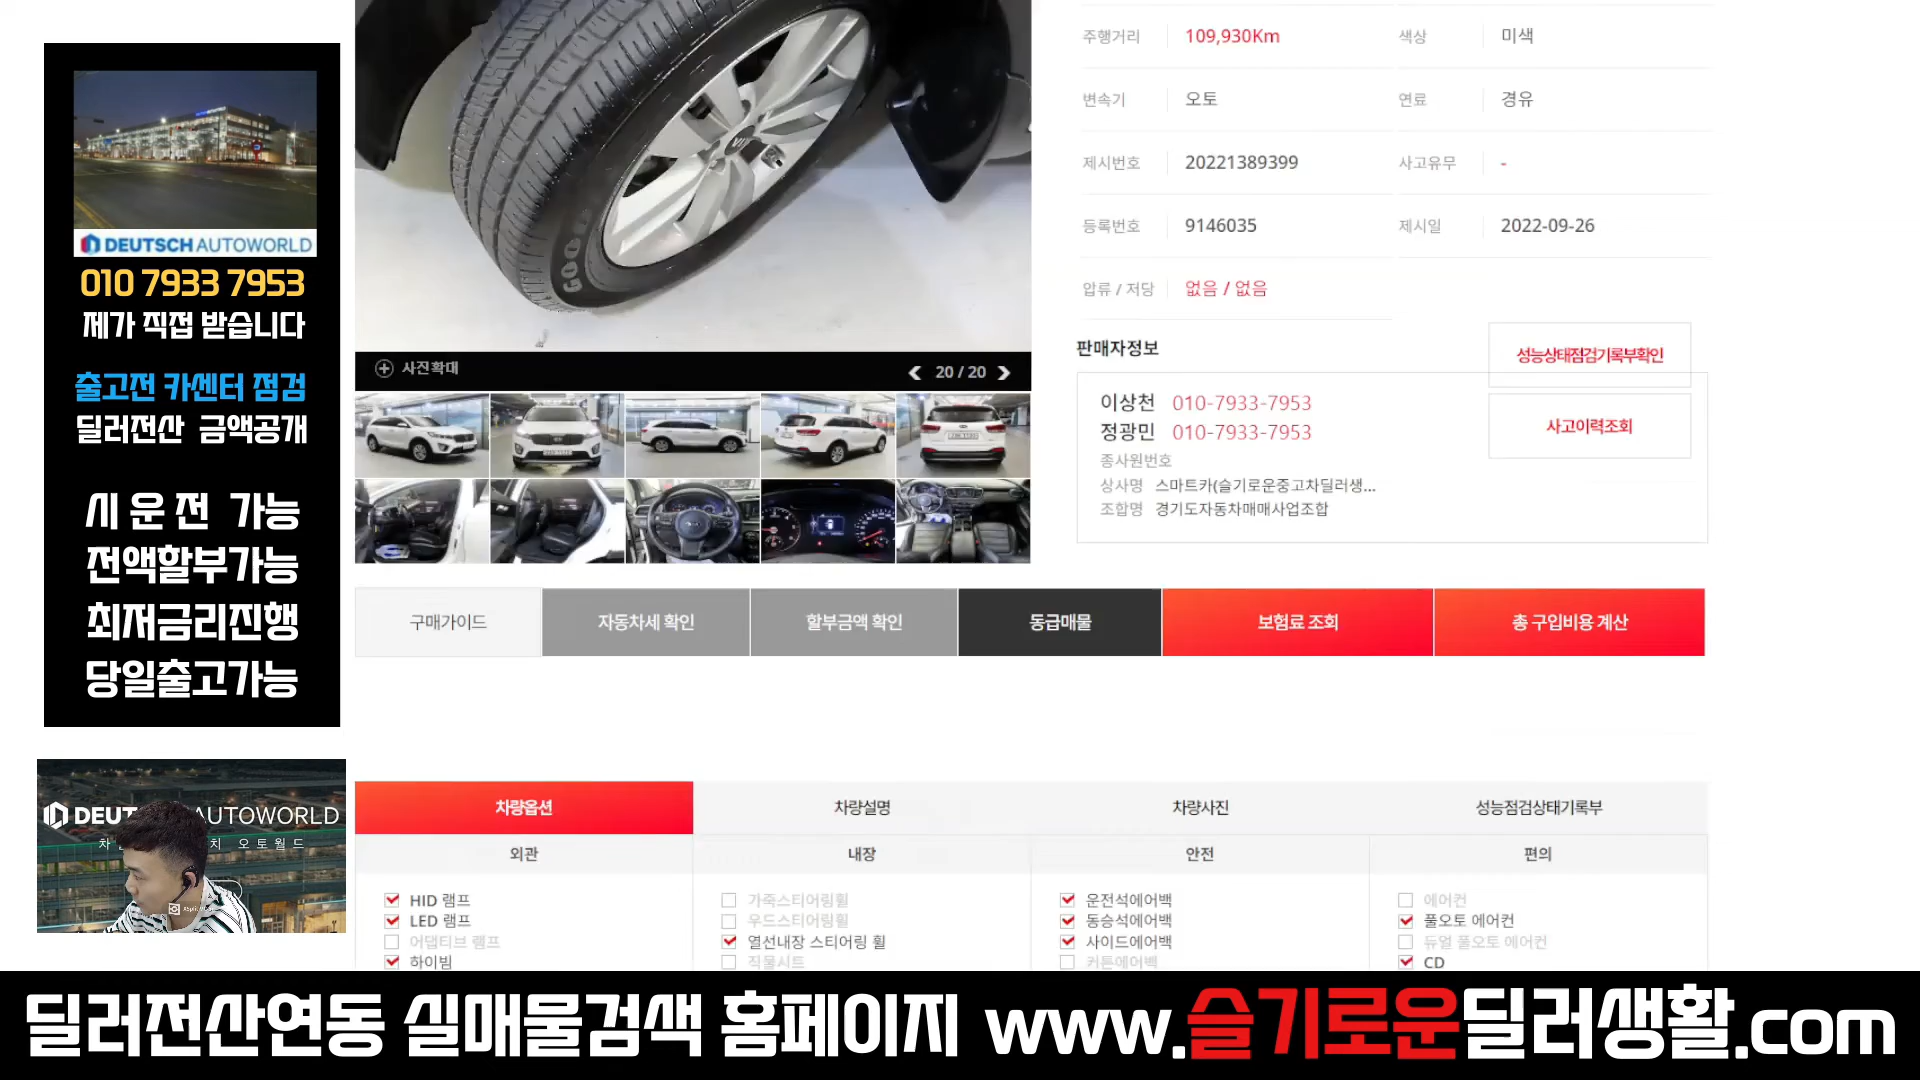 DEUTSCH AUTOWORLD
010 7933 7953
제가 직접 받습니다
출고전 카센터 점검
딜러전산 금액공개
시 운 전 가능
전액할부가능
최저금리진행
당일출고가능
주행거리 109,930Km 색상 미색
변속기 오토 연료 경유
제시번호 20221389399 사고유무 -
등록번호 9146035 제시일 2022-09-26
압류 / 저당 없음 / 없음
사진확대 20 / 20
판매자정보
성능상태점검기록부확인
이상천 010-7933-7953
정광민 010-7933-7953
사고이력조회
종사원번호
상사명 스마트카(슬기로운중고차딜러생...
조합명 경기도자동차매매사업조합
구매가이드 자동차세 확인 할부금액 확인 동급매물 보험료 조회 총 구입비용 계산
차량옵션 차량설명 차량사진 성능점검상태기록부
외관 내장 안전 편의
HID 램프 가죽스티어링휠 운전석에어백 에어컨
LED 램프 우드스티어링휠 동승석에어백 풀오토 에어컨
어댑티브 램프 열선내장 스티어링 휠 사이드에어백 듀얼 풀오토 에어컨
하이빔 직물시트 커튼에어백 CD
DEUT AUTOWORLD
차 치 오토월드
딜러전산연동 실매물검색 홈페이지 www.슬기로운딜러생활.com